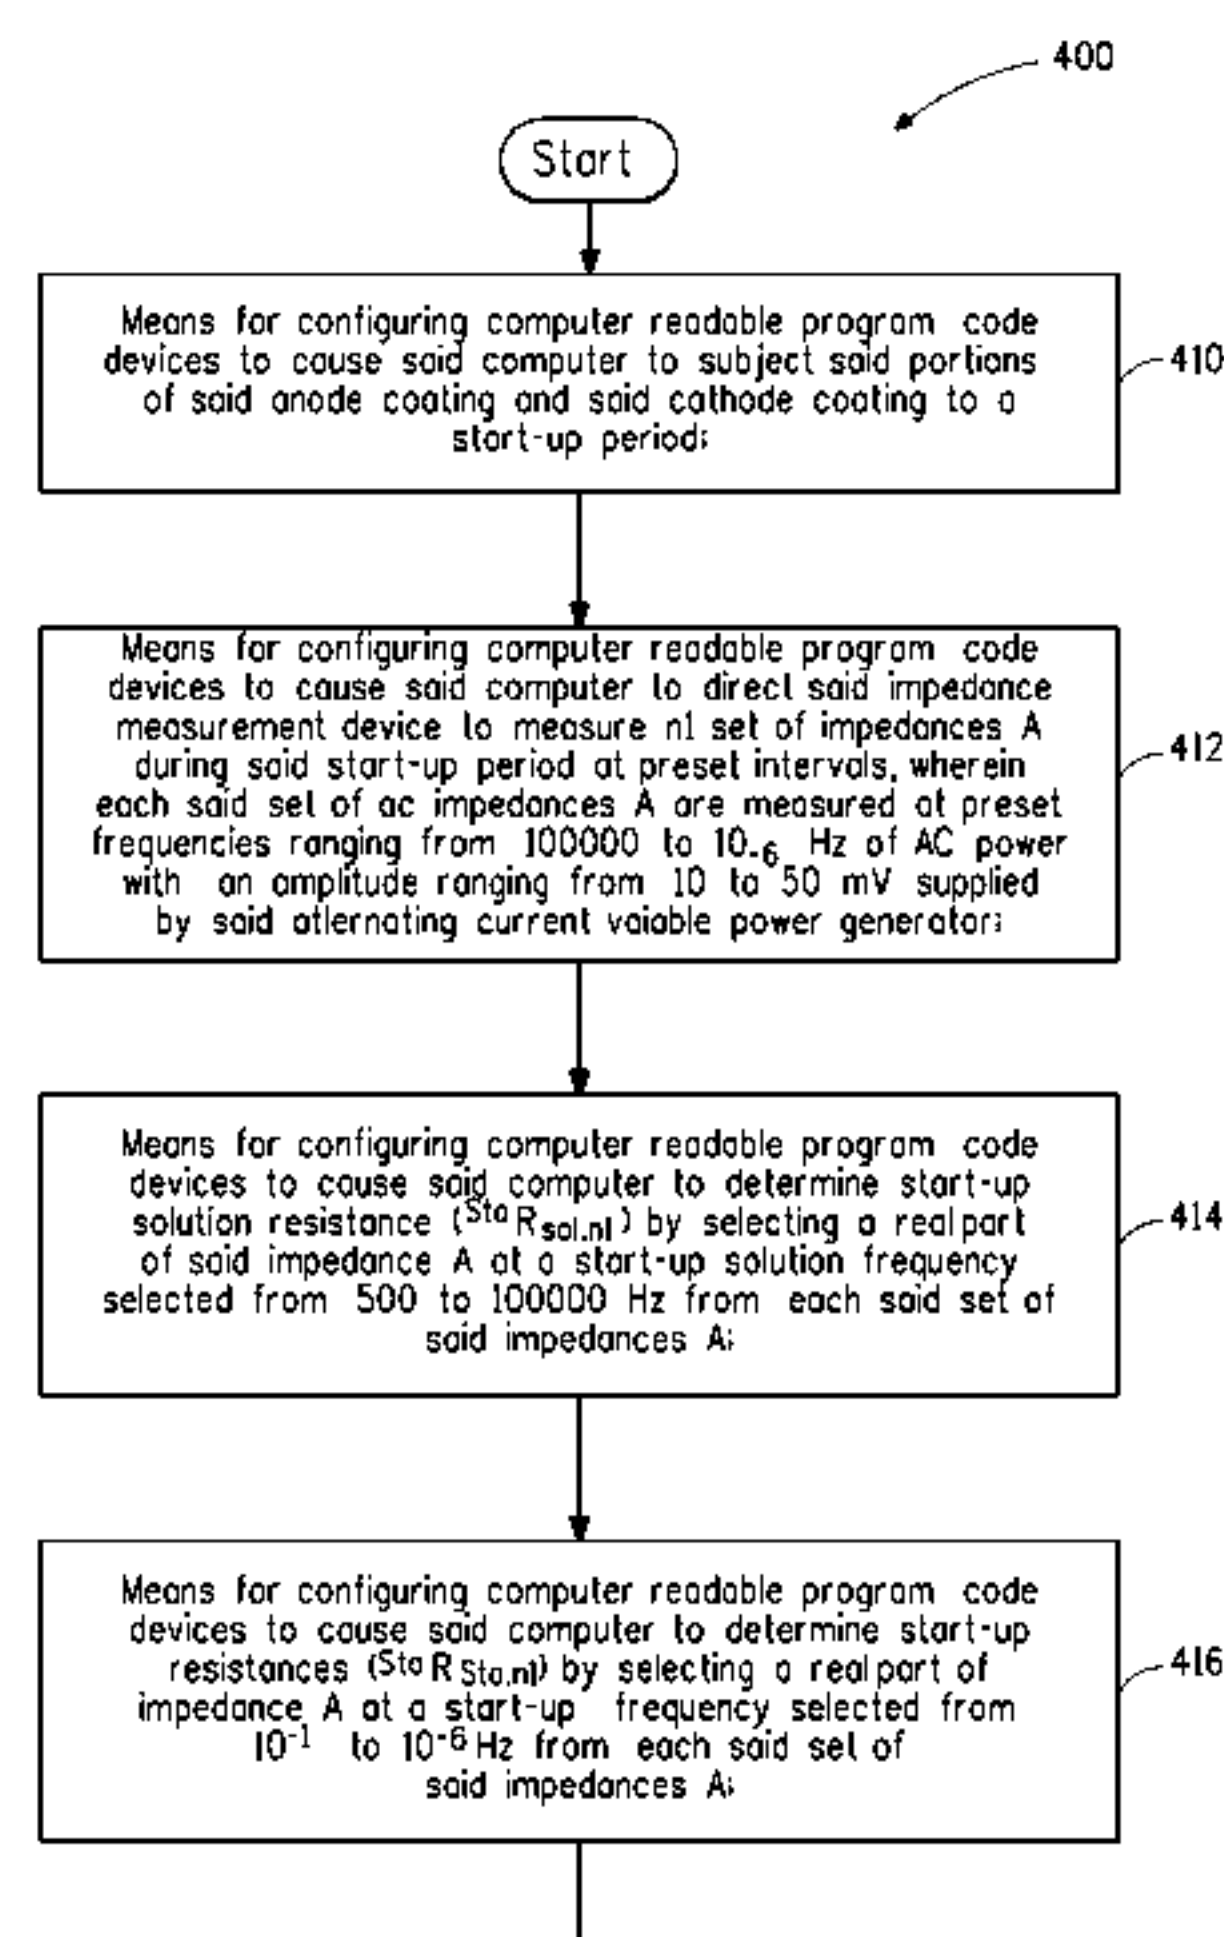 400
Start
Means for configuring computer readable program code
devices to cause said computer to subject said portions
of said anode coating and said cathode coating to a
start-up period;
410
Means for configuring computer readable program code
devices to cause said computer to direct said impedance
measurement device to measure n1 set of impedances A
during said start-up period at preset intervals, wherein
each said set of ac impedances A are measured at preset
frequencies ranging from 100000 to 10-6 Hz of AC power
with an amplitude ranging from 10 to 50 mV supplied
by said atlernating current vaiable power generator;
412
Means for configuring computer readable program code
devices to cause said computer to determine start-up
solution resistance (StaRsol.n1) by selecting a real part
of said impedance A at a start-up solution frequency
selected from 500 to 100000 Hz from each said set of
said impedances A;
414
Means for configuring computer readable program code
devices to cause said computer to determine start-up
resistances (StaRSta.n1) by selecting a real part of
impedance A at a start-up frequency selected from
10-1 to 10-6 Hz from each said set of
said impedances A;
416